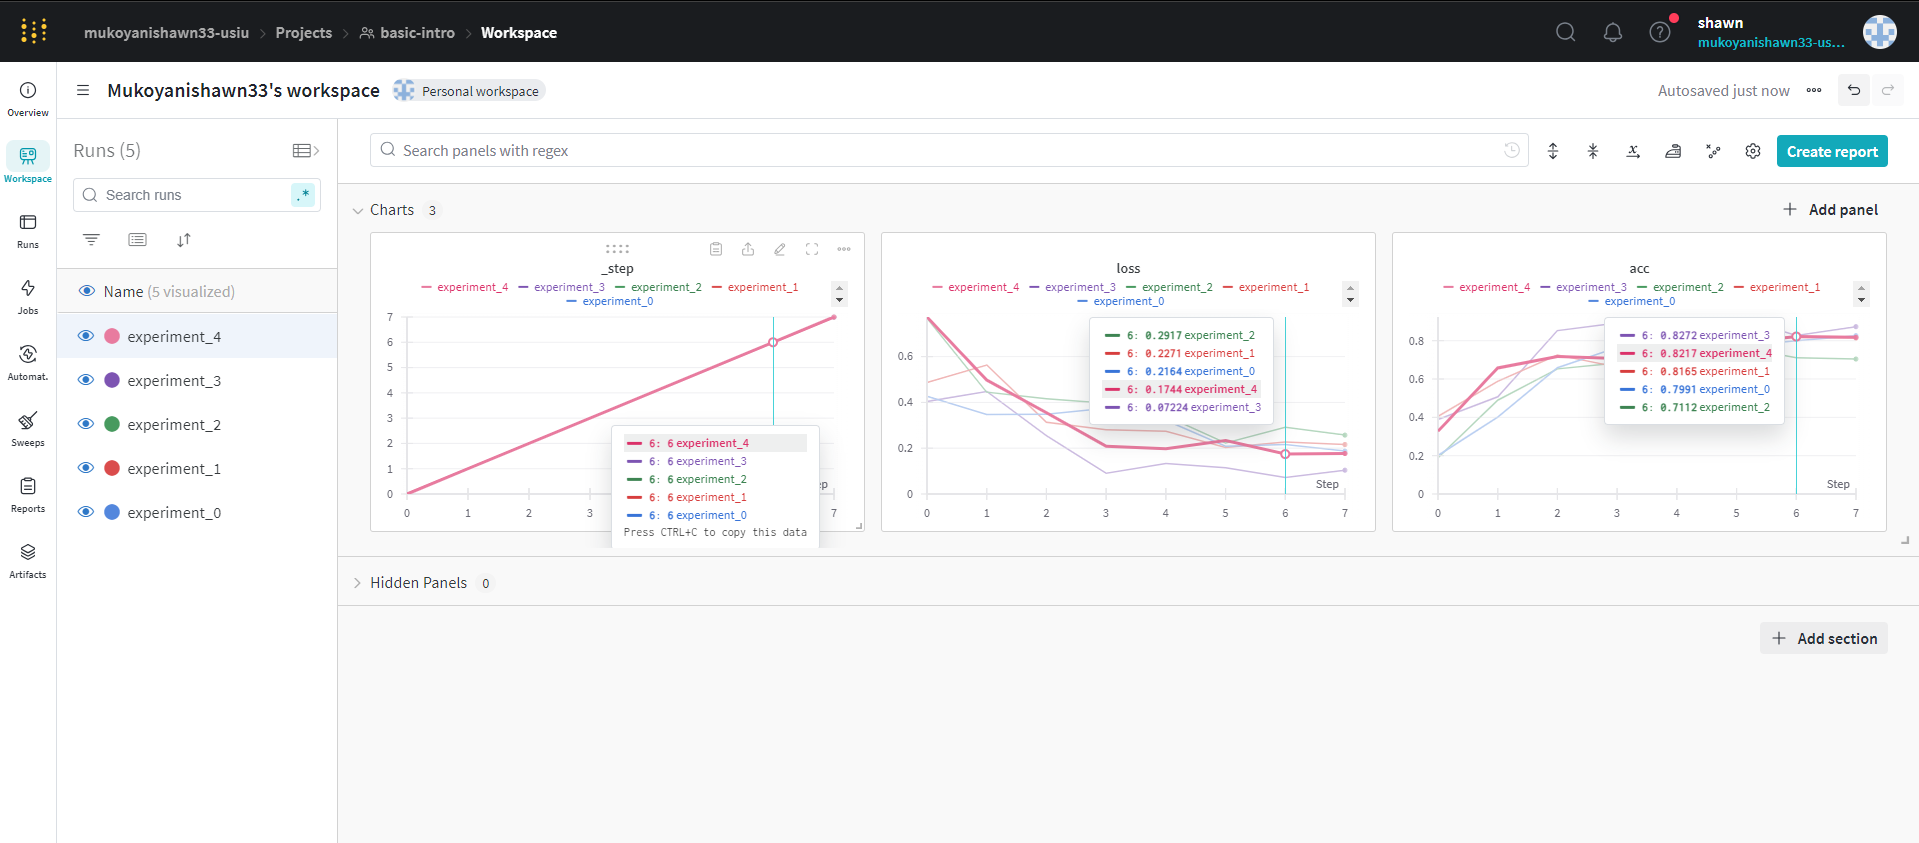 mukoyanishawn33-usiu > Projects > basic-intro > Workspace
shawn
mukoyanishawn33-us...
Overview
Workspace
Runs
Jobs
Automat.
Sweeps
Reports
Artifacts
Mukoyanishawn33's workspace
Personal workspace
Autosaved just now
Runs (5)
Search runs
.*
Name (5 visualized)
experiment_4
experiment_3
experiment_2
experiment_1
experiment_0
Search panels with regex
Create report
Charts 3
Add panel
_step
experiment_4 experiment_3 experiment_2 experiment_1
experiment_0
7
6
5
4
3
2
1
0
0 1 2 3 7
6: 6 experiment_4
6: 6 experiment_3
6: 6 experiment_2
6: 6 experiment_1
6: 6 experiment_0
Press CTRL+C to copy this data
loss
experiment_4 experiment_3 experiment_2 experiment_1
experiment_0
0.6
0.4
0.2
0
6: 0.2917 experiment_2
6: 0.2271 experiment_1
6: 0.2164 experiment_0
6: 0.1744 experiment_4
6: 0.07224 experiment_3
Step
0 1 2 3 4 5 6 7
acc
experiment_4 experiment_3 experiment_2 experiment_1
experiment_0
0.8
0.6
0.4
0.2
0
6: 0.8272 experiment_3
6: 0.8217 experiment_4
6: 0.8165 experiment_1
6: 0.7991 experiment_0
6: 0.7112 experiment_2
Step
0 1 2 3 4 5 6 7
Hidden Panels 0
Add section